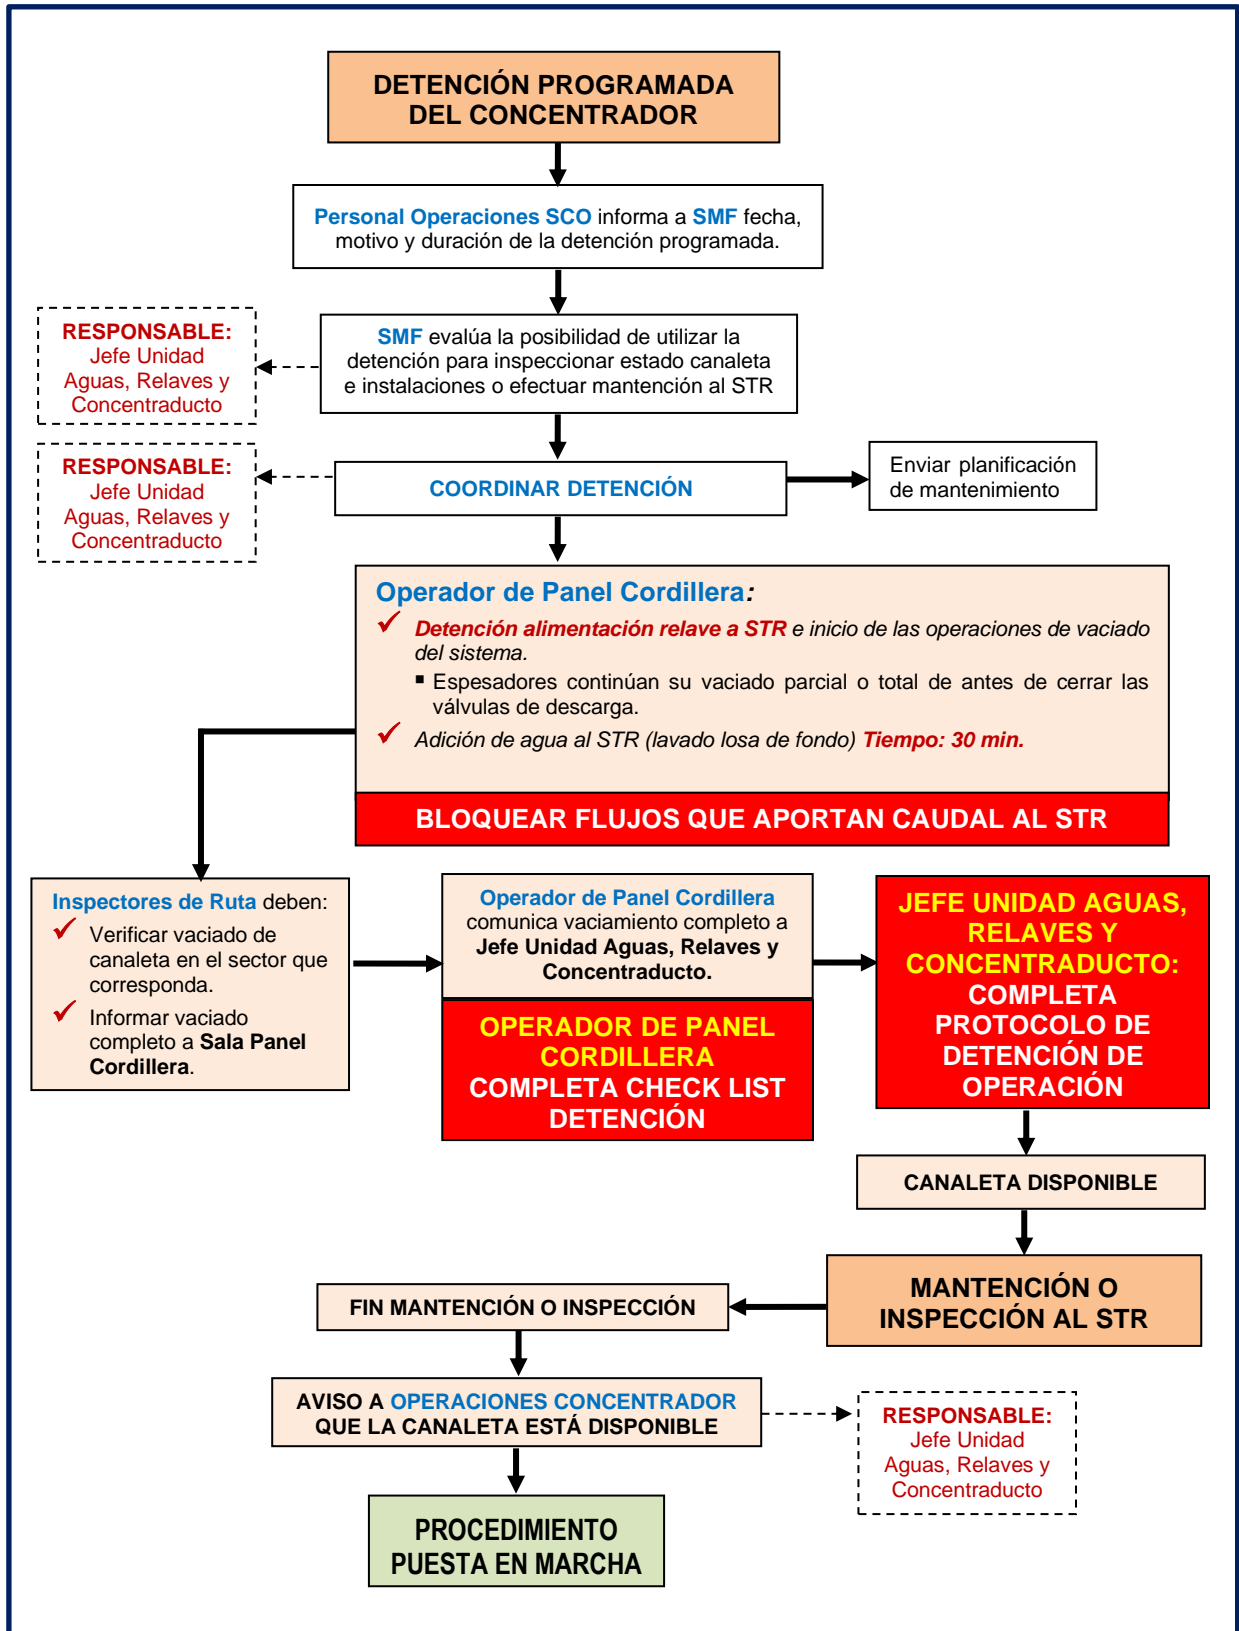 DETENCIÓN PROGRAMADA
DEL CONCENTRADOR
Personal Operaciones SCO informa a SMF fecha,
motivo y duración de la detención programada.
RESPONSABLE:
Jefe Unidad
Aguas, Relaves y
Concentraducto
SMF evalúa la posibilidad de utilizar la
detención para inspeccionar estado canaleta
e instalaciones o efectuar mantención al STR
RESPONSABLE:
Jefe Unidad
Aguas, Relaves y
Concentraducto
COORDINAR DETENCIÓN
Enviar planificación
de mantenimiento
Operador de Panel Cordillera:
✓ Detención alimentación relave a STR e inicio de las operaciones de vaciado
del sistema.
▪ Espesadores continúan su vaciado parcial o total de antes de cerrar las
válvulas de descarga.
✓ Adición de agua al STR (lavado losa de fondo) Tiempo: 30 min.
BLOQUEAR FLUJOS QUE APORTAN CAUDAL AL STR
Inspectores de Ruta deben:
✓ Verificar vaciado de
canaleta en el sector que
corresponda.
✓ Informar vaciado
completo a Sala Panel
Cordillera.
Operador de Panel Cordillera
comunica vaciamiento completo a
Jefe Unidad Aguas, Relaves y
Concentraducto.
OPERADOR DE PANEL
CORDILLERA
COMPLETA CHECK LIST
DETENCIÓN
JEFE UNIDAD AGUAS,
RELAVES Y
CONCENTRADUCTO:
COMPLETA
PROTOCOLO DE
DETENCIÓN DE
OPERACIÓN
CANALETA DISPONIBLE
MANTENCIÓN O
INSPECCIÓN AL STR
FIN MANTENCIÓN O INSPECCIÓN
AVISO A OPERACIONES CONCENTRADOR
QUE LA CANALETA ESTÁ DISPONIBLE
RESPONSABLE:
Jefe Unidad
Aguas, Relaves y
Concentraducto
PROCEDIMIENTO
PUESTA EN MARCHA